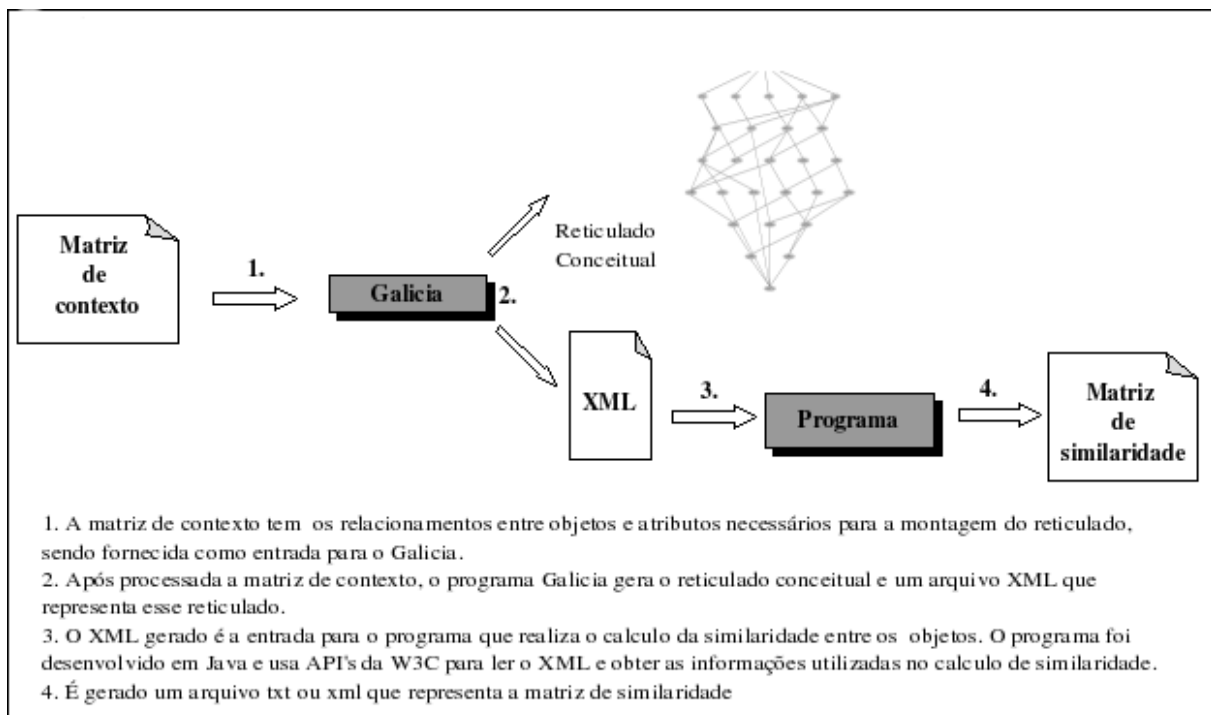 Matriz
de
contexto
1.
Galicia
2.
Reticulado
Conceitual
XML
3.
Programa
4.
Matriz
de
similaridade
1. A matriz de contexto tem os relacionamentos entre objetos e atributos necessários para a montagem do reticulado,
sendo fornecida como entrada para o Galicia.
2. Após processada a matriz de contexto, o programa Galicia gera o reticulado conceitual e um arquivo XML que
representa esse reticulado.
3. O XML gerado é a entrada para o programa que realiza o calculo da similaridade entre os objetos. O programa foi
desenvolvido em Java e usa API's da W3C para ler o XML e obter as informações utilizadas no calculo de similaridade.
4. É gerado um arquivo txt ou xml que representa a matriz de similaridade